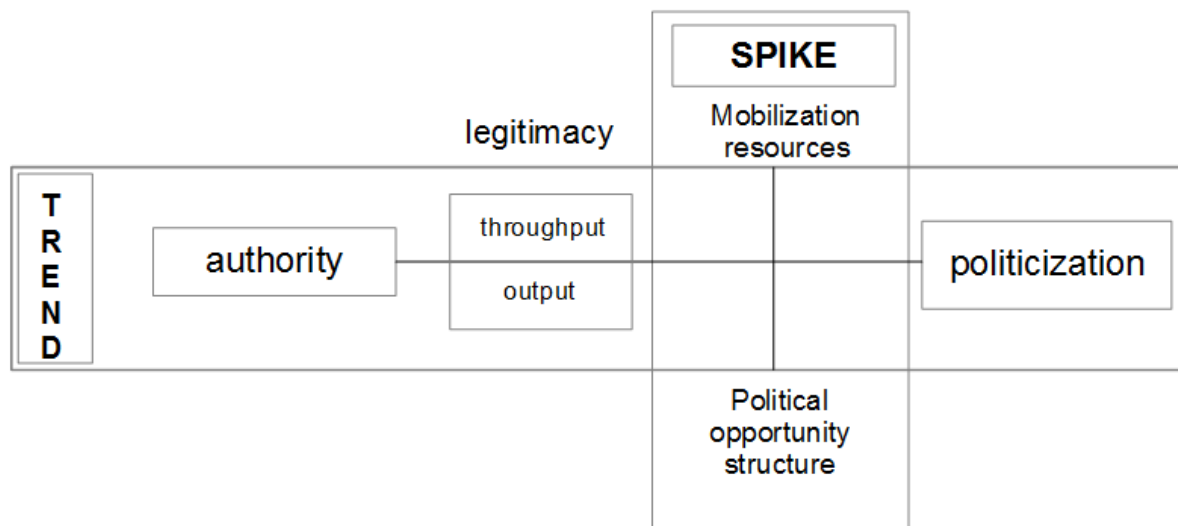 SPIKE
Mobilization
resources
legitimacy
T
R
E
N
D
authority
throughput
output
politicization
Political
opportunity
structure